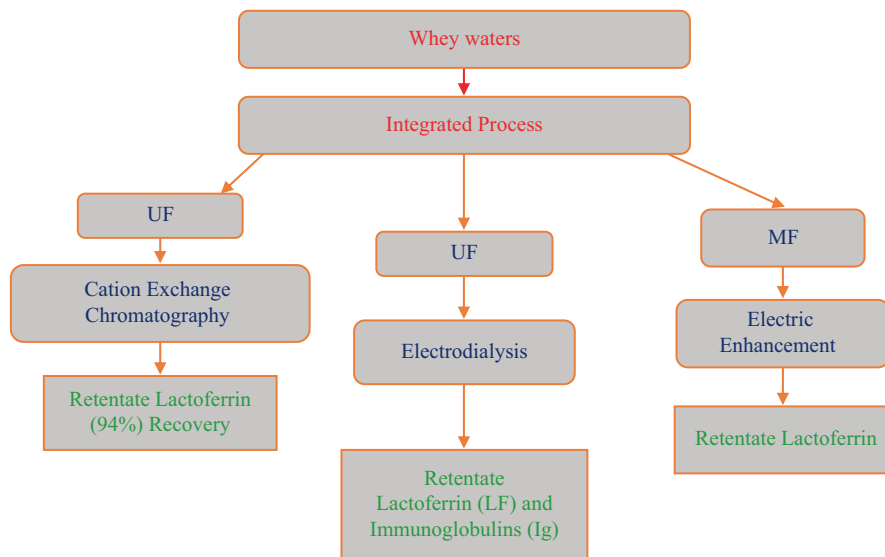 Whey waters
Integrated Process
UF
Cation Exchange
Chromatography
Retentate Lactoferrin
(94%) Recovery
UF
Electrodialysis
Retentate
Lactoferrin (LF) and
Immunoglobulins (Ig)
MF
Electric
Enhancement
Retentate Lactoferrin